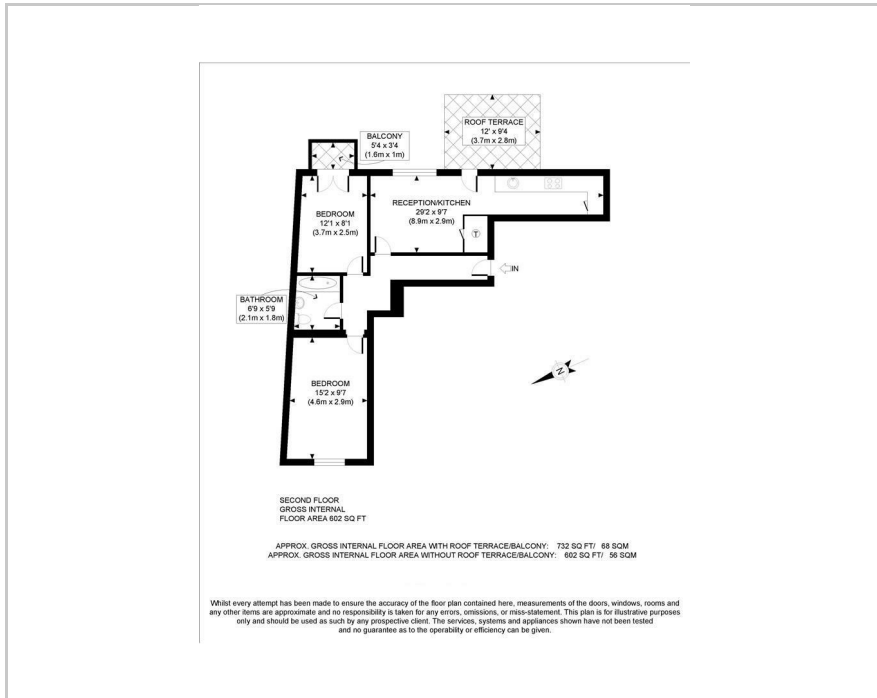 ROOF TERRACE
12' x 9'4
(3.7m x 2.8m)
BALCONY
5'4 x 3'4
(1.6m x 1m)
BEDROOM
12'1 x 8'1
(3.7m x 2.5m)
RECEPTION/KITCHEN
29'2 x 9'7
(8.9m x 2.9m)
T
IN
BATHROOM
6'9 x 5'9
(2.1m x 1.8m)
N
BEDROOM
15'2 x 9'7
(4.6m x 2.9m)
SECOND FLOOR
GROSS INTERNAL
FLOOR AREA 602 SQ FT
APPROX. GROSS INTERNAL FLOOR AREA WITH ROOF TERRACE/BALCONY: 732 SQ FT/ 68 SQM
APPROX. GROSS INTERNAL FLOOR AREA WITHOUT ROOF TERRACE/BALCONY: 602 SQ FT/ 56 SQM
Whilst every attempt has been made to ensure the accuracy of the floor plan contained here, measurements of the doors, windows, rooms and
any other items are approximate and no responsibility is taken for any errors, omissions, or miss-statement. This plan is for illustrative purposes
only and should be used as such by any prospective client. The services, systems and appliances shown have not been tested
and no guarantee as to the operability or efficiency can be given.